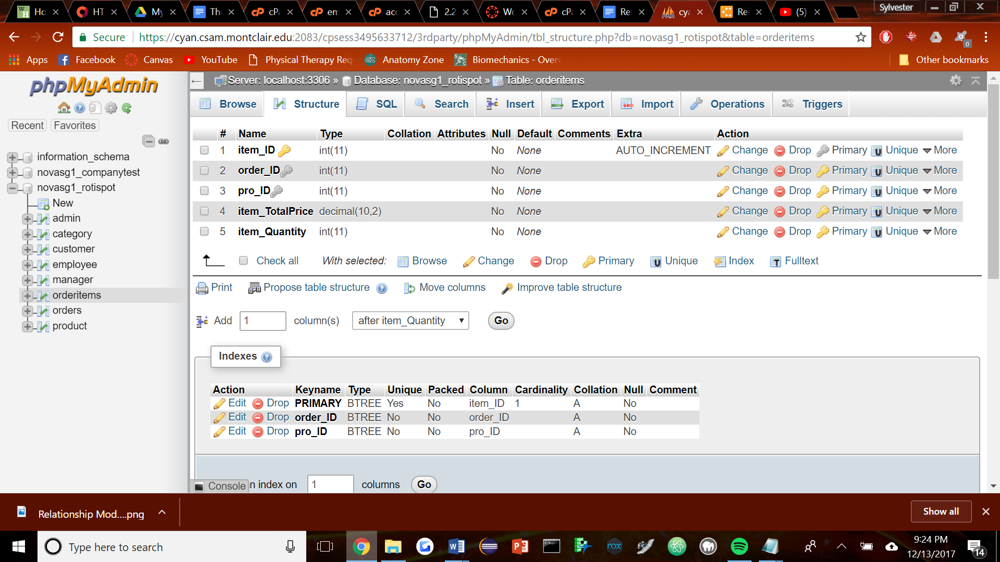 Ho HT My Th cPa em acc 2.2 Wo cPa Rel cya Rel (5) Sylvester
Secure https://cyan.csam.montclair.edu:2083/cpsess3495633712/3rdparty/phpMyAdmin/tbl_structure.php?db=novasg1_rotispot&table=orderitems 0
Apps Facebook Canvas YouTube Physical Therapy Req Anatomy Zone Biomechanics - Over Other bookmarks
phpMyAdmin
Recent Favorites
information_schema
novasg1_companytest
novasg1_rotispot
New
admin
category
customer
employee
manager
orderitems
orders
product
Server: localhost:3306 » Database: novasg1_rotispot » Table: orderitems
Browse Structure SQL Search Insert Export Import Operations Triggers
# Name Type Collation Attributes Null Default Comments Extra Action
1 item_ID int(11) No None AUTO_INCREMENT Change Drop Primary Unique More
2 order_ID int(11) No None Change Drop Primary Unique More
3 pro_ID int(11) No None Change Drop Primary Unique More
4 item_TotalPrice decimal(10,2) No None Change Drop Primary Unique More
5 item_Quantity int(11) No None Change Drop Primary Unique More
Check all With selected: Browse Change Drop Primary Unique Index Fulltext
Print Propose table structure Move columns Improve table structure
Add 1 column(s) after item_Quantity Go
Indexes
Action Keyname Type Unique Packed Column Cardinality Collation Null Comment
Edit Drop PRIMARY BTREE Yes No item_ID 1 A No
Edit Drop order_ID BTREE No No order_ID A No
Edit Drop pro_ID BTREE No No pro_ID A No
Console n index on 1 columns Go
Relationship Mod....png Show all
Type here to search 9:24 PM
12/13/2017 14